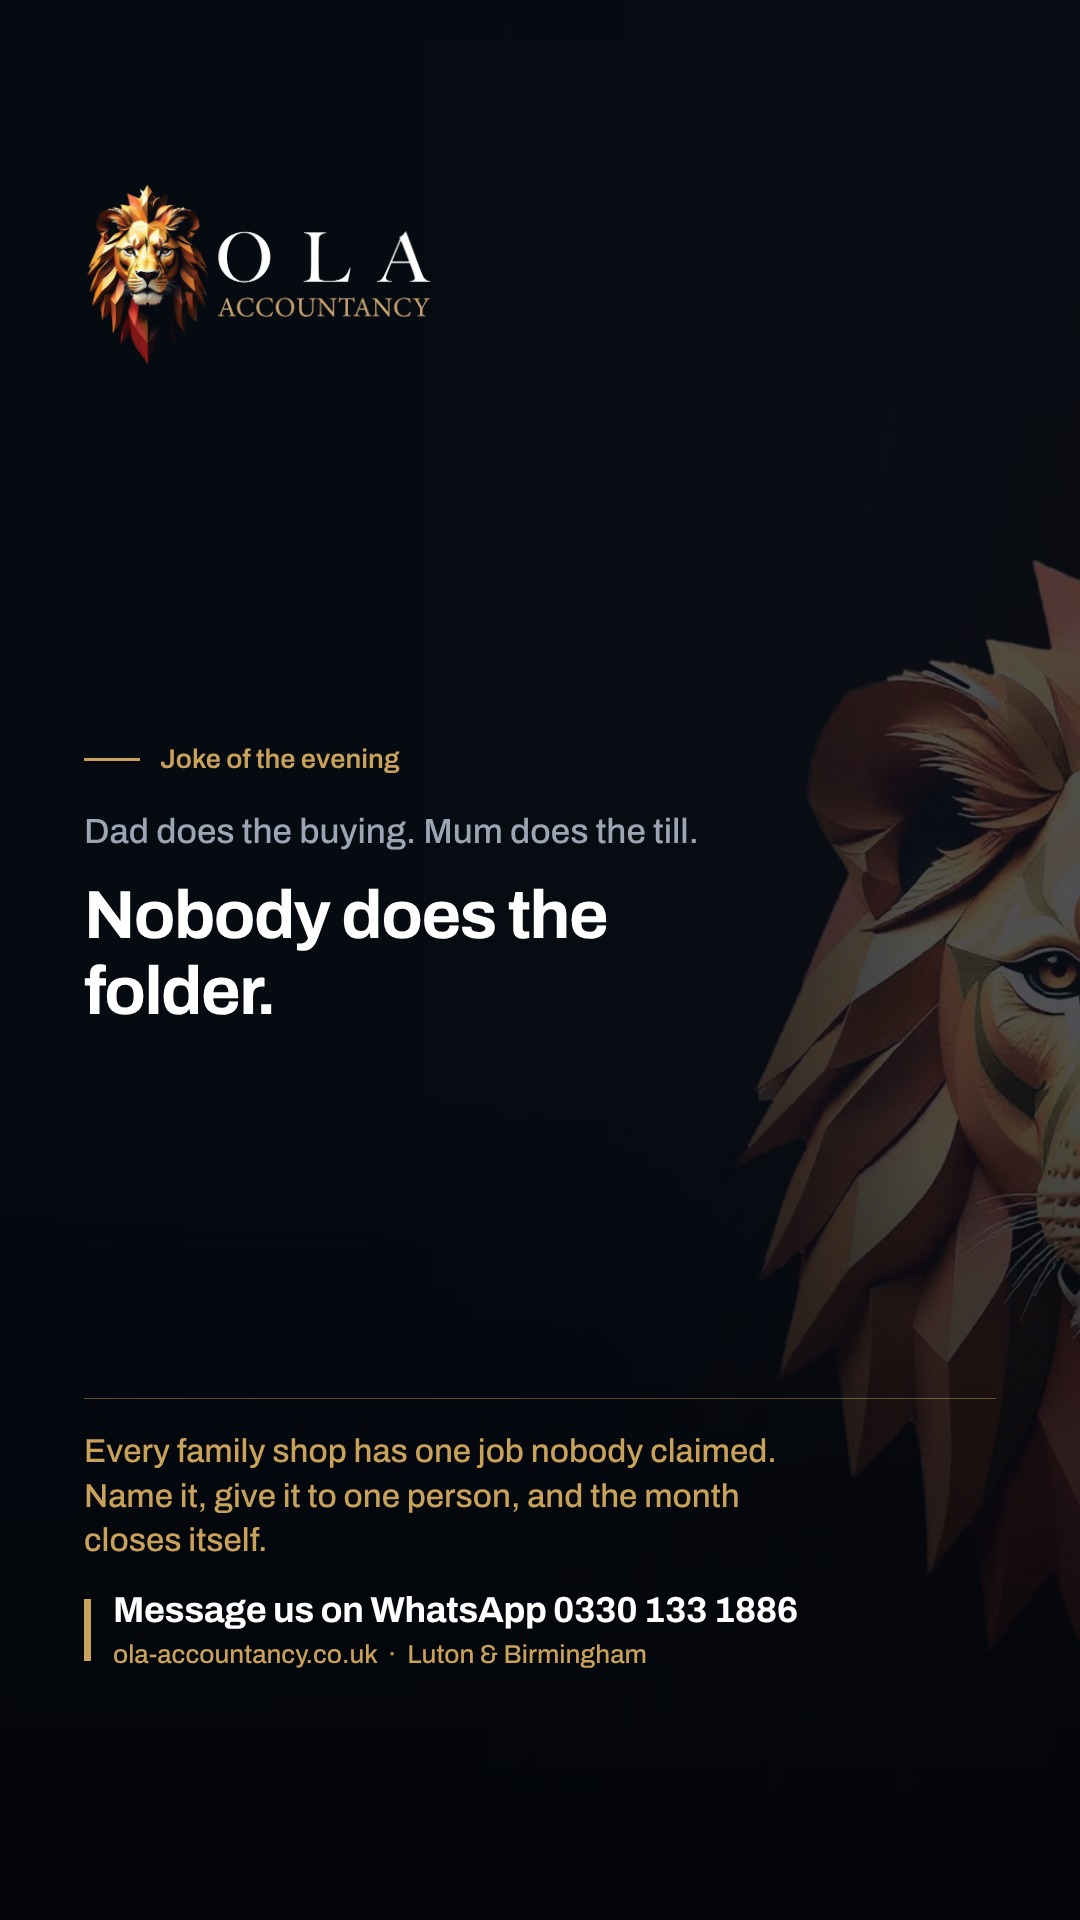 OLA
ACCOUNTANCY
Joke of the evening
Dad does the buying. Mum does the till.
Nobody does the
folder.
Every family shop has one job nobody claimed.
Name it, give it to one person, and the month
closes itself.
Message us on WhatsApp 0330 133 1886
ola-accountancy.co.uk · Luton & Birmingham